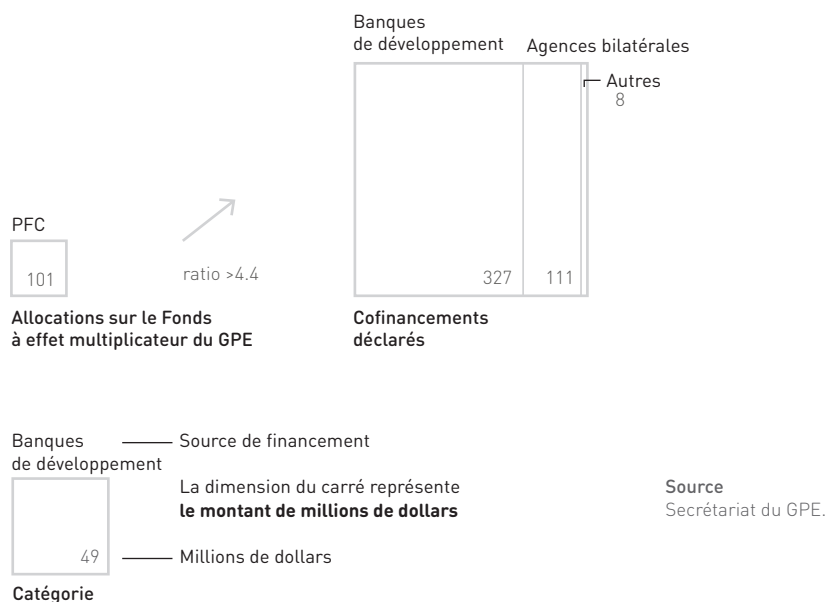 Banques
de développement
Agences bilatérales
Autres
8
PFC
101
ratio >4.4
327
111
Allocations sur le Fonds
à effet multiplicateur du GPE
Cofinancements
déclarés
Banques
de développement
Source de financement
La dimension du carré représente
le montant de millions de dollars
49
Millions de dollars
Catégorie
Source
Secrétariat du GPE.